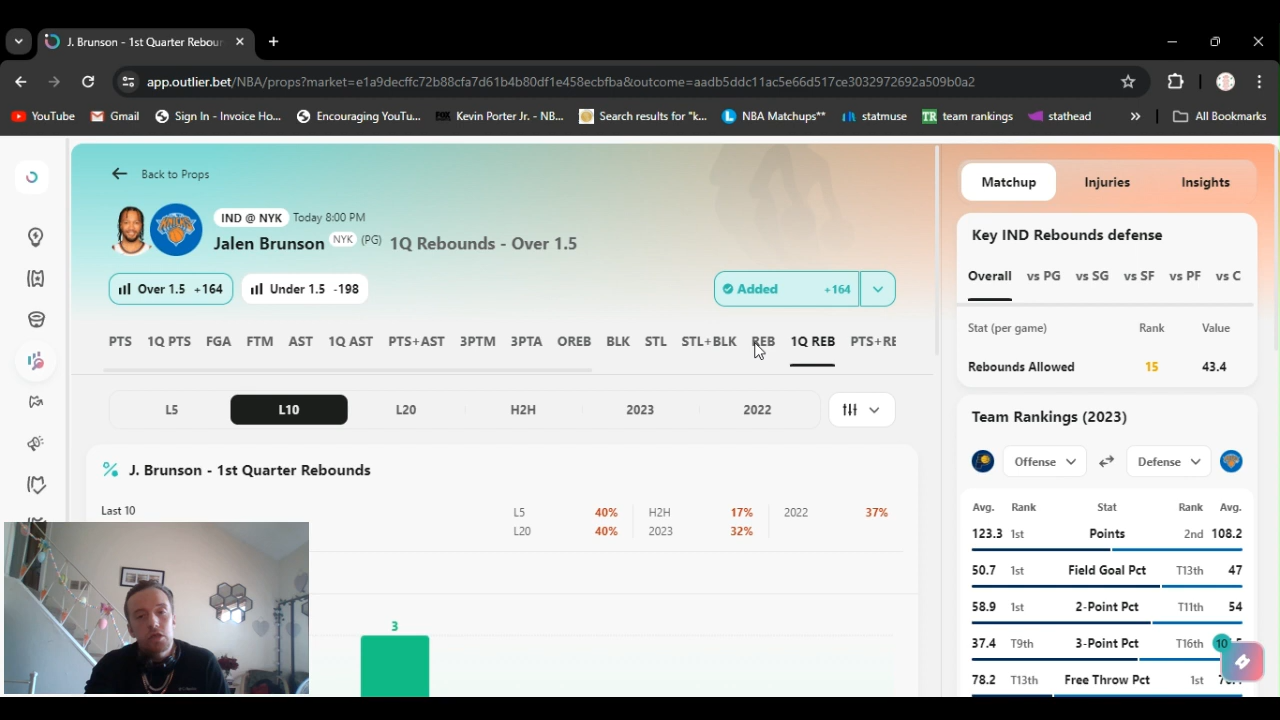 J. Brunson - 1st Quarter Rebour
app.outlier.bet/NBA/props?market=e1a9decffc72b88cfa7d61b4b80df1e458ecbfba&outcome=aadb5ddc11ac5e66d517ce3032972692a509b0a2
YouTube Gmail Sign In - Invoice Ho... Encouraging YouTu... FOX Kevin Porter Jr. - NB... Search results for "k... L NBA Matchups** statmuse TR team rankings stathead » All Bookmarks
Back to Props
IND @ NYK Today 8:00 PM
Jalen Brunson NYK (PG) 1Q Rebounds - Over 1.5
Over 1.5 +164 Under 1.5 -198 Added +164
PTS 1Q PTS FGA FTM AST 1Q AST PTS+AST 3PTM 3PTA OREB BLK STL STL+BLK REB 1Q REB PTS+RE
L5 L10 L20 H2H 2023 2022
% J. Brunson - 1st Quarter Rebounds
Last 10
L5 40% H2H 17% 2022 37%
L20 40% 2023 32%
3
Matchup Injuries Insights
Key IND Rebounds defense
Overall vs PG vs SG vs SF vs PF vs C
Stat (per game) Rank Value
Rebounds Allowed 15 43.4
Team Rankings (2023)
Offense Defense
Avg. Rank Stat Rank Avg.
123.3 1st Points 2nd 108.2
50.7 1st Field Goal Pct T13th 47
58.9 1st 2-Point Pct T11th 54
37.4 T9th 3-Point Pct T16th
78.2 T13th Free Throw Pct 1st